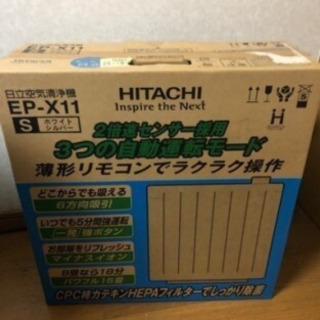 日立空気清浄機
EP-X11
S ホワイト
シルバー
HITACHI
Inspire the Next
2倍速センサー採用
3つの自動運転モード
薄形リモコンでラクラク操作
どこからでも吸える
6方向吸引
いつでも5分間強運転
「一発」強ボタン
お部屋をリフレッシュ
マイナスイオン
8畳なら18分
パワフル16畳
CPC棒カテキンHEPAフィルターでしっかり除菌